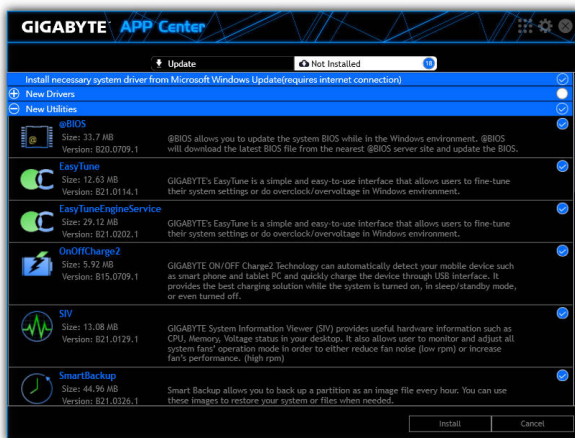 GIGABYTE APP Center
Update
Not Installed
18
Install necessary system driver from Microsoft Windows Update(requires internet connection)
New Drivers
New Utilities
@BIOS
Size: 33.7 MB
Version: B20.0709.1
@BIOS allows you to update the system BIOS while in the Windows environment. @BIOS
will download the latest BIOS file from the nearest @BIOS server site and update the BIOS.
EasyTune
Size: 12.63 MB
Version: B21.0114.1
GIGABYTE's EasyTune is a simple and easy-to-use interface that allows users to fine-tune
their system settings or do overclock/overvoltage in Windows environment.
EasyTuneEngineService
Size: 29.12 MB
Version: B21.0202.1
GIGABYTE's EasyTune is a simple and easy-to-use interface that allows users to fine-tune
their system settings or do overclock/overvoltage in Windows environment.
OnOffCharge2
Size: 5.92 MB
Version: B15.0709.1
GIGABYTE ON/OFF Charge2 Technology can automatically detect your mobile device such
as smart phone and tablet PC and quickly charge the device through USB interface. It
provides the best charging solution while the system is turned on, in sleep/standby mode,
or even turned off.
SIV
Size: 13.08 MB
Version: B21.0129.1
GIGABYTE System Information Viewer (SIV) provides useful hardware information such as
CPU, Memory, Voltage status in your desktop. It also allows user to monitor and adjust all
system fans' operation mode in order to either reduce fan noise (low rpm) or increase
fan's performance. (high rpm)
SmartBackup
Size: 44.96 MB
Version: B21.0326.1
Smart Backup allows you to back up a partition as an image file every hour. You can use
these images to restore your system or files when needed.
Install
Cancel